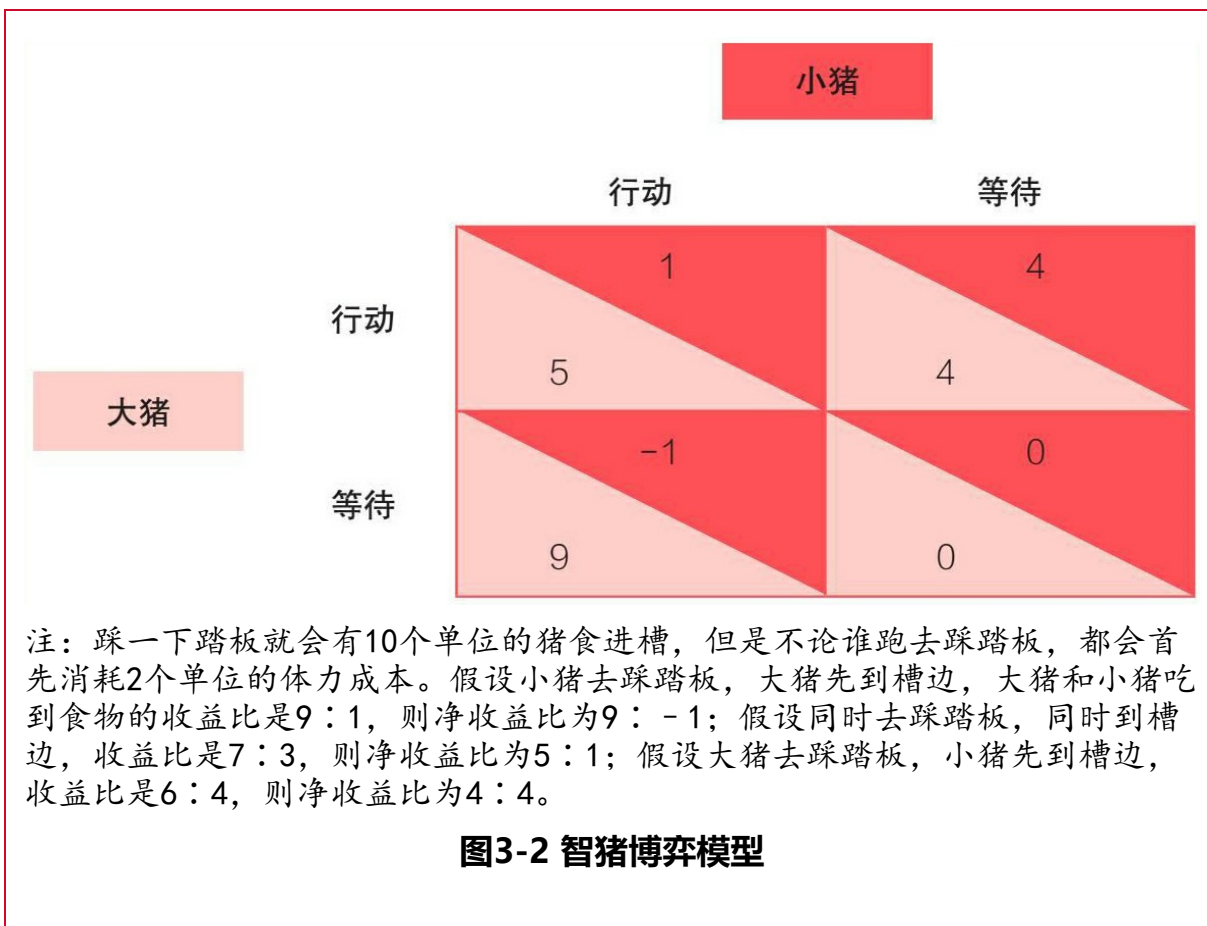 小猪
行动 等待
1 4
行动
5 4
大猪
-1 0
等待
9 0
注：踩一下踏板就会有10个单位的猪食进槽，但是不论谁跑去踩踏板，都会首
先消耗2个单位的体力成本。假设小猪去踩踏板，大猪先到槽边，大猪和小猪吃
到食物的收益比是9∶1，则净收益比为9∶-1；假设同时去踩踏板，同时到槽
边，收益比是7∶3，则净收益比为5∶1；假设大猪去踩踏板，小猪先到槽边，
收益比是6∶4，则净收益比为4∶4。
图3-2 智猪博弈模型